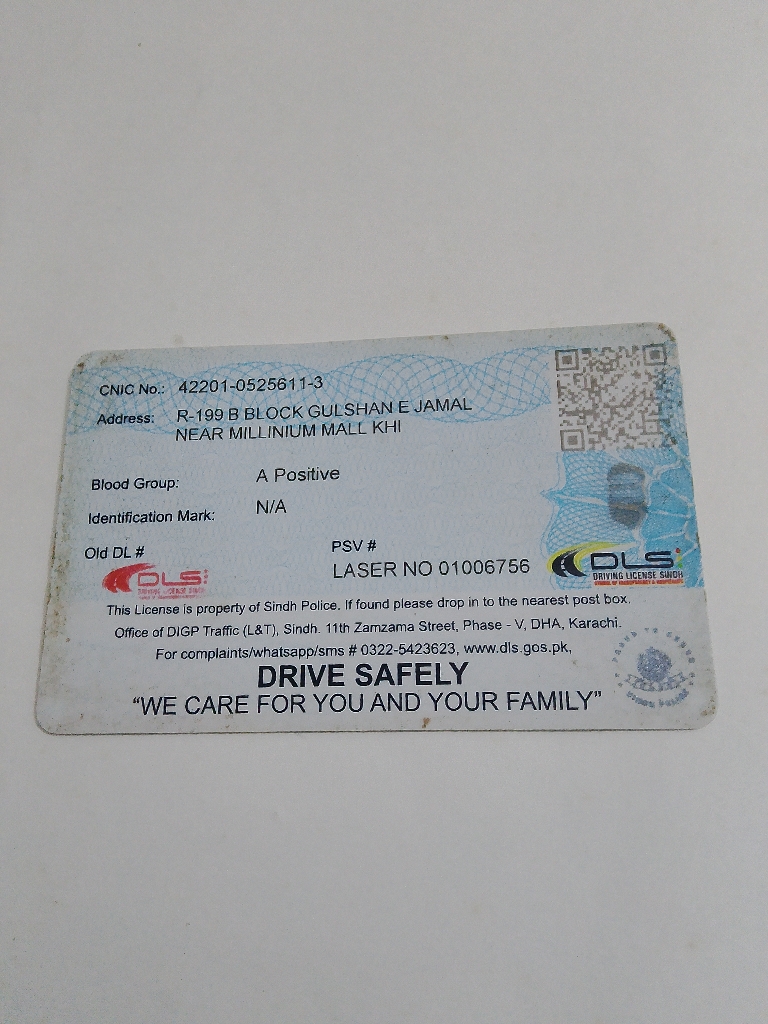 CNIC No.: 42201-0525611-3
Address: R-199 B BLOCK GULSHAN E JAMAL
NEAR MILLINIUM MALL KHI
Blood Group: A Positive
Identification Mark: N/A
Old DL #
PSV #
LASER NO 01006756
DLS
DLS
DRIVING LICENSE SINDH
This License is property of Sindh Police. If found please drop in to the nearest post box.
Office of DIGP Traffic (L&T), Sindh. 11th Zamzama Street, Phase - V, DHA, Karachi.
For complaints/whatsapp/sms # 0322-5423623, www.dls.gos.pk,
DRIVE SAFELY
"WE CARE FOR YOU AND YOUR FAMILY"
PROUD TO SERVE